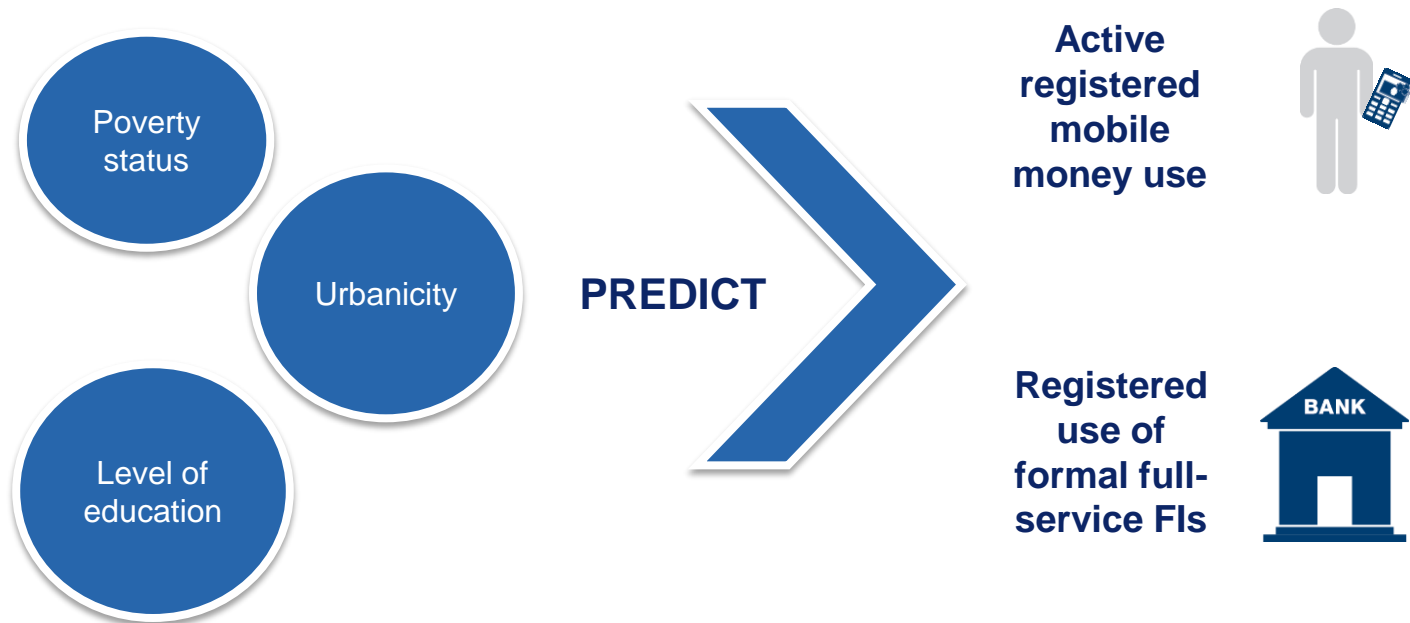 Poverty
status
Urbanicity
Level of
education
PREDICT
Active
registered
mobile
money use
Registered
use of
formal full-
service FIs
BANK